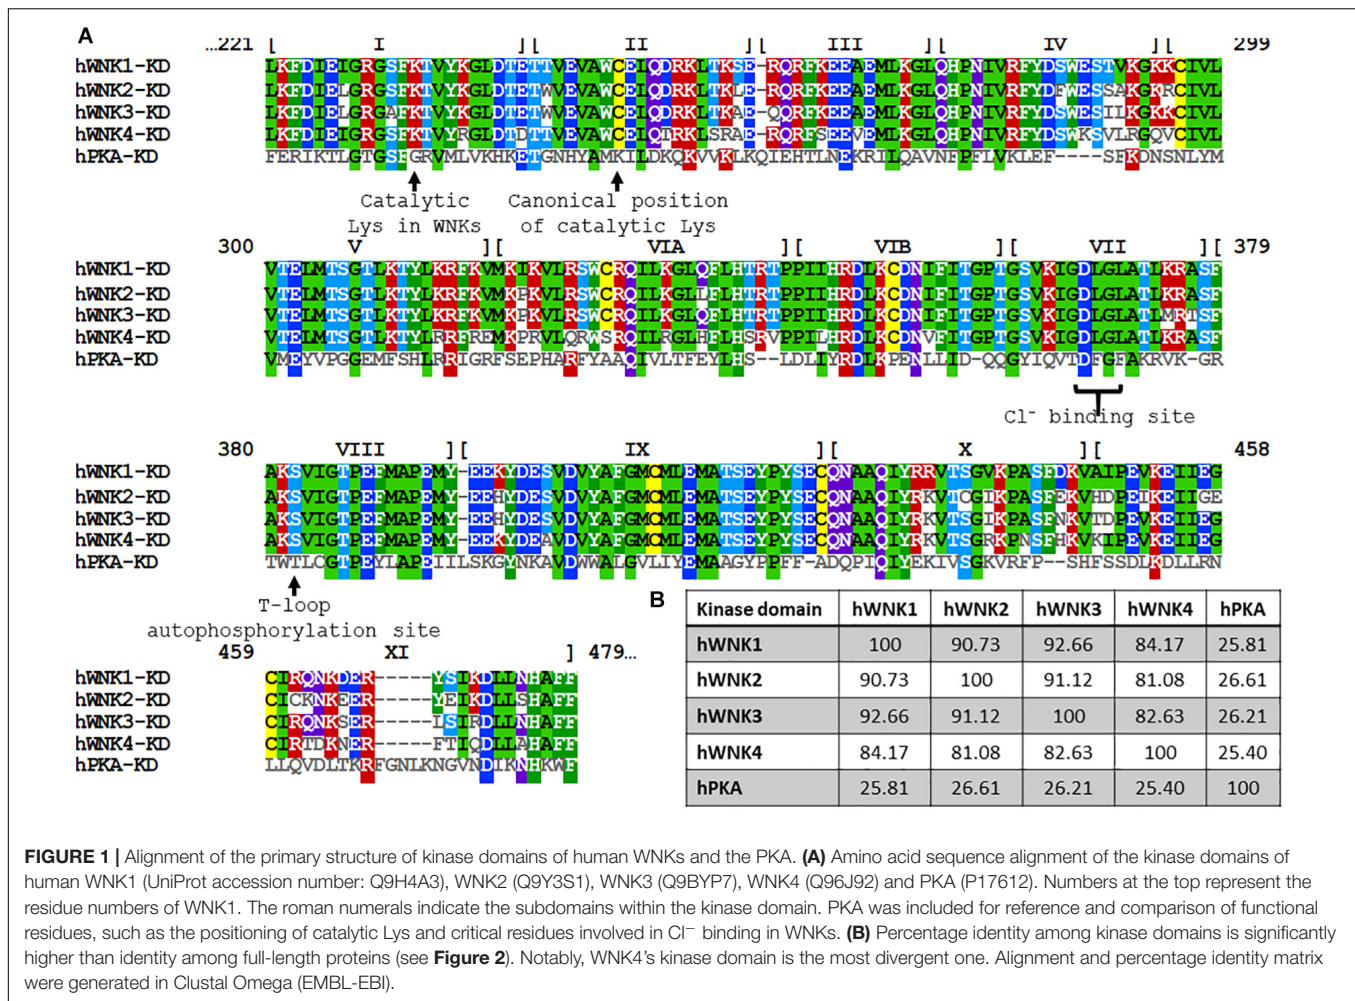 A
...221 [ I ][ II ][ III ][ IV ][ 299
hWNK1-KD LKFDIEIGRGSFKTVYKGLDTETTVEVAWCELQDRKLTKSE-RQRFKEEAEMLKGLQHPNIVRFYDSWESTVKGKKCIVL
hWNK2-KD LKFDIELGRGSFKTVYKGLDTETWVEVAWCELQDRKLTKLE-RQRFKEEAEMLKGLQHPNIVRFYDFWESSAKGKRCIVL
hWNK3-KD LKFDIELGRGAFKTVYKGLDTETWVEVAWCELQDRKLTKAE-QQRFKEEAEMLKGLQHPNIVRFYDSWESILKGKKCIVL
hWNK4-KD LKFDIEIGRGSFKTVYRGLDTDTTVEVAWCELQTRKLSRAE-RQRFSEEVEMLKGLQHPNIVRFYDSWKSVLRGQVCIVL
hPKA-KD FERIKTLGTGSFGRVMLVKHKETGNHYAMKILDKQKVVKLKQIEHTLNEKRILQAVNFPFLVKLEF----SFKDNSNLYM
Catalytic Lys in WNKs
Canonical position of catalytic Lys
300 V ][ VIA ][ VIB ][ VII ][ 379
hWNK1-KD VTELMTSGTLKTYLKRFKVMKIKVLRSWCRQILKGLQFLHTRTPPIIHRDLKCDNIFITGPTGSVKIGDLGLATLKRASF
hWNK2-KD VTELMTSGTLKTYLKRFKVMKPKVLRSWCRQILKGLLFLHTRTPPIIHRDLKCDNIFITGPTGSVKIGDLGLATLKRASF
hWNK3-KD VTELMTSGTLKTYLKRFKVMKPKVLRSWCRQILKGLQFLHTRTPPIIHRDLKCDNIFITGPTGSVKIGDLGLATLMRTSF
hWNK4-KD VTELMTSGTLKTYLRRFREMKPRVLQRWSRQILRGLHFLHSRVPPILHRDLKCDNVFITGPTGSVKIGDLGLATLKRASF
hPKA-KD VMEYVPGGEMFSHLRRIGRFSEPHARFYAAQIVLTFEYLHS--LDLIYRDLKPENLLID-QQGYIQVTDFGFAKRVK-GR
Cl⁻ binding site
380 VIII ][ IX ][ X ][ 458
hWNK1-KD AKSVIGTPEFMAPEMY-EEKYDESVDVYAFGMCMLEMATSEYPYSECQNAAQIYRRVTSGVKPASFDKVAIPEVKEIIEG
hWNK2-KD AKSVIGTPEFMAPEMY-EEHYDESVDVYAFGMCMLEMATSEYPYSECQNAAQIYRKVTCGIKPASFEKVHDPEIKEIIGE
hWNK3-KD AKSVIGTPEFMAPEMY-EEHYDESVDVYAFGMCMLEMATSEYPYSECQNAAQIYRKVTSGIKPASFNKVTDPEVKEIIEG
hWNK4-KD AKSVIGTPEFMAPEMY-EEKYDEAVDVYAFGMCMLEMATSEYPYSECQNAAQIYRKVTSGRKPNSFHKVKIPEVKEIIEG
hPKA-KD TWTLCGTPEYLAPEIILSKGYNKAVDWWALGVLIYEMAAGYPPFF-ADQPIQIYEKIVSGKVRFP--SHFSSDLKDLLRN
T-loop autophosphorylation site
459 XI ] 479...
hWNK1-KD CIRQNKDER-----YSIKDLLNHAFF
hWNK2-KD CICKNKEER-----YEIKDLLSHAFF
hWNK3-KD CIRQNKSER-----LSIRDLLNHAFF
hWNK4-KD CIRTDKNER-----FTIQDLLAHAFF
hPKA-KD LLQVDLTKRFGNLKNGVNDIKNHKWF
B
Kinase domain hWNK1 hWNK2 hWNK3 hWNK4 hPKA
hWNK1 100 90.73 92.66 84.17 25.81
hWNK2 90.73 100 91.12 81.08 26.61
hWNK3 92.66 91.12 100 82.63 26.21
hWNK4 84.17 81.08 82.63 100 25.40
hPKA 25.81 26.61 26.21 25.40 100
FIGURE 1 | Alignment of the primary structure of kinase domains of human WNKs and the PKA. (A) Amino acid sequence alignment of the kinase domains of
human WNK1 (UniProt accession number: Q9H4A3), WNK2 (Q9Y3S1), WNK3 (Q9BYP7), WNK4 (Q96J92) and PKA (P17612). Numbers at the top represent the
residue numbers of WNK1. The roman numerals indicate the subdomains within the kinase domain. PKA was included for reference and comparison of functional
residues, such as the positioning of catalytic Lys and critical residues involved in Cl⁻ binding in WNKs. (B) Percentage identity among kinase domains is significantly
higher than identity among full-length proteins (see Figure 2). Notably, WNK4's kinase domain is the most divergent one. Alignment and percentage identity matrix
were generated in Clustal Omega (EMBL-EBI).